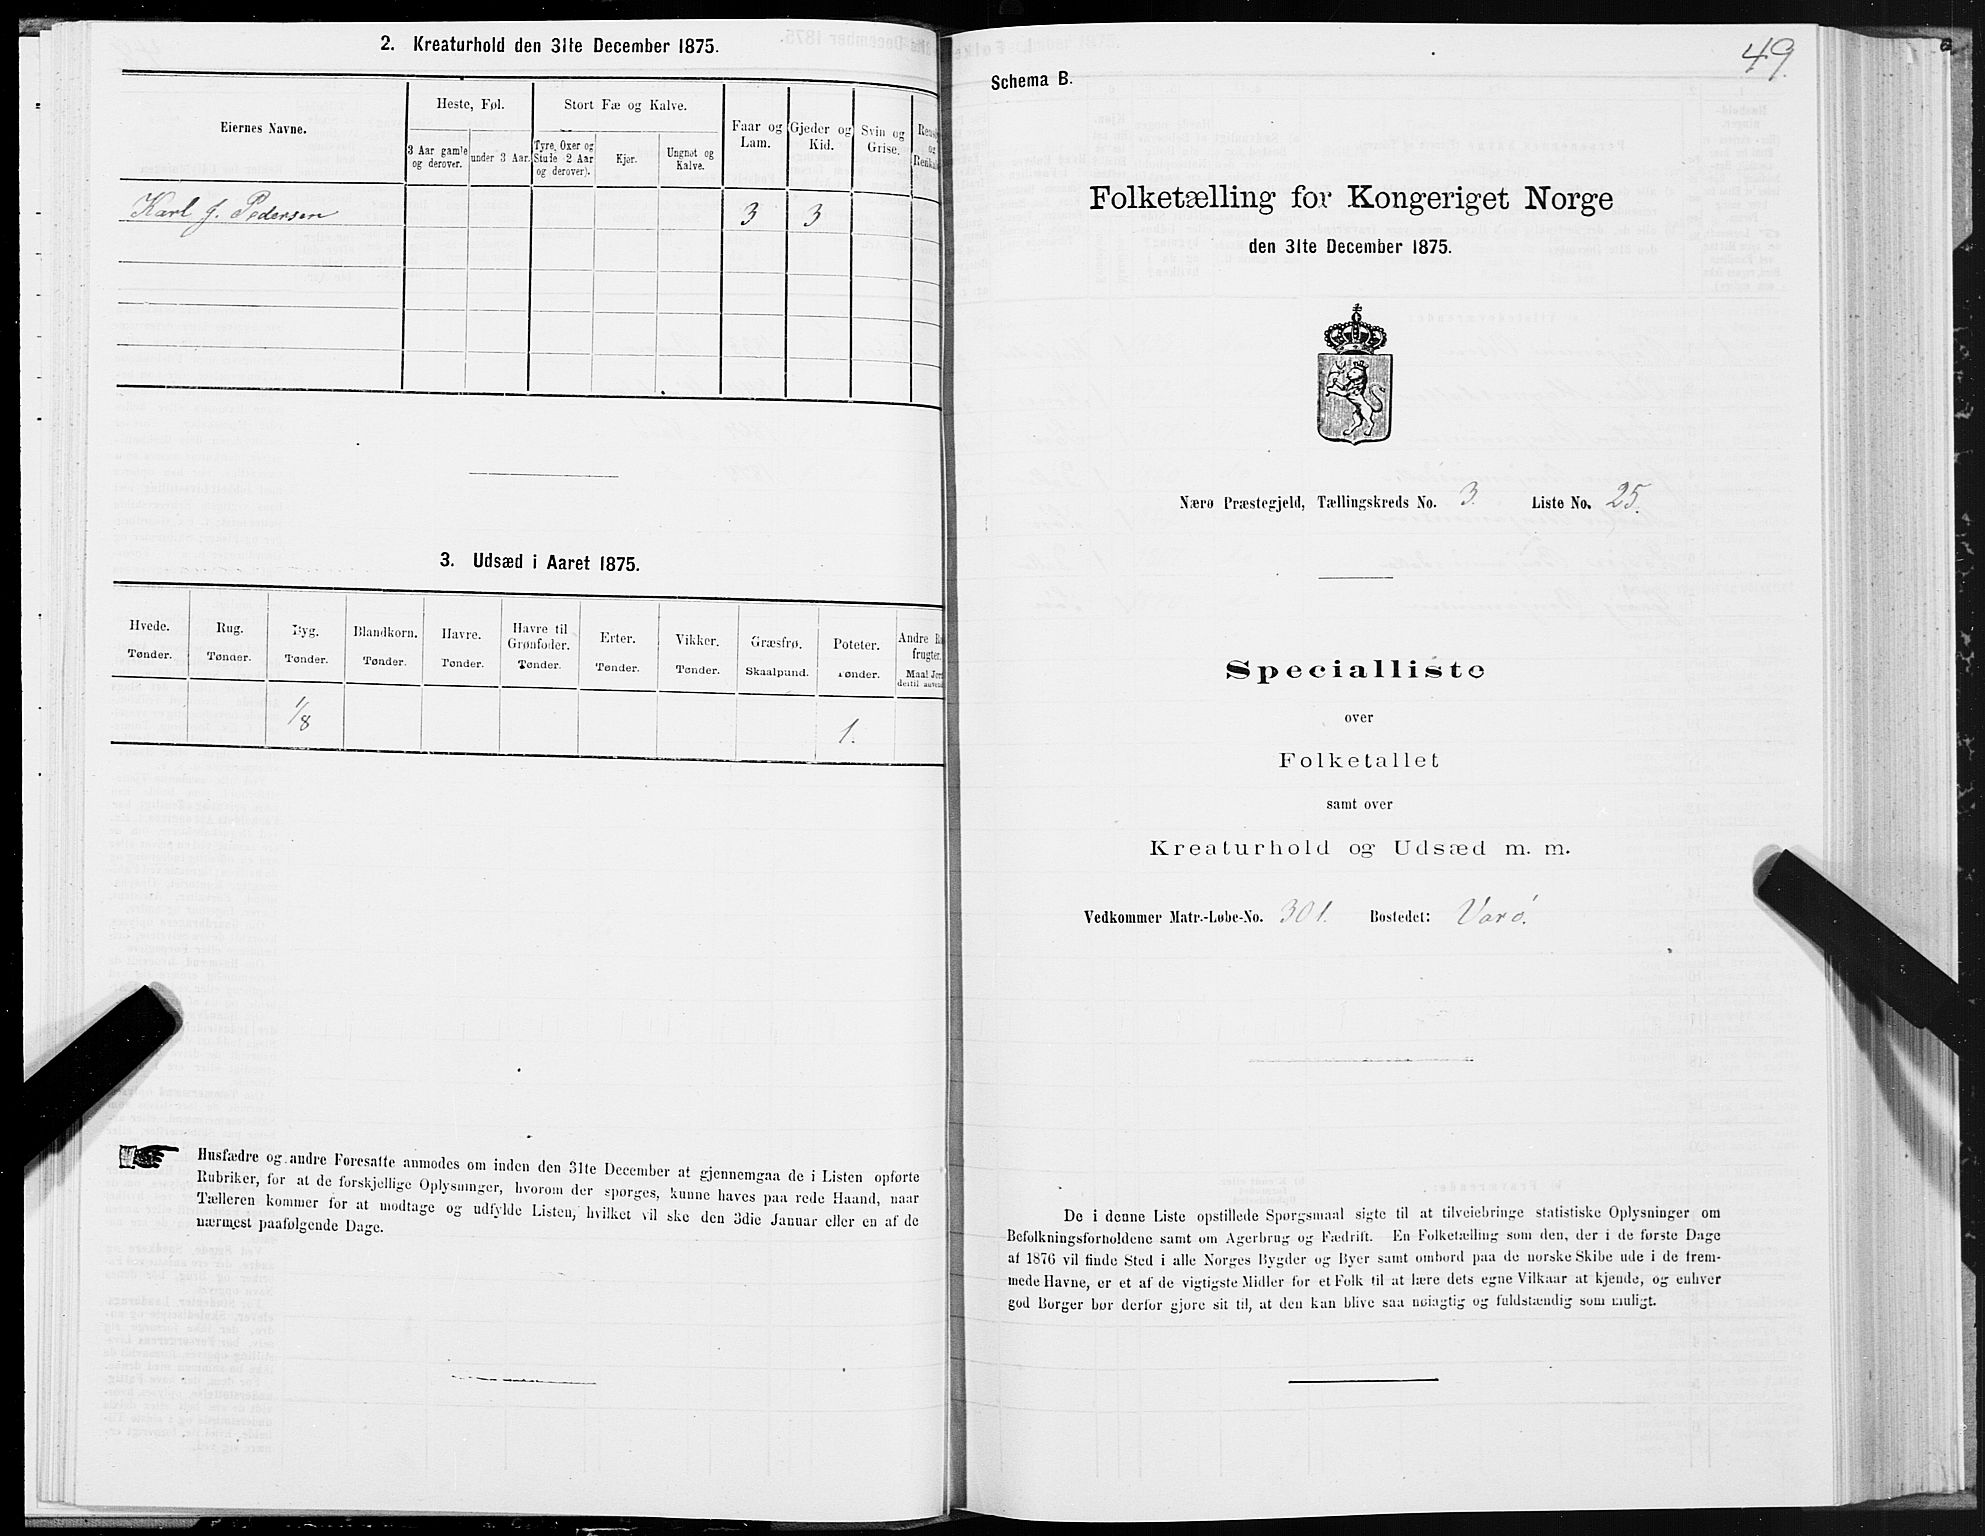 2. Kreaturhold den 31te December 1875.
Eiernes Navne.
Heste, Føl.
Stort Fæ og Kalve.
Faar og Lam.
Gjeder og Kid.
Svin og Grise.
3 Aar gamle og derover.
under 3 Aar.
Tyre, Oxer og Stude (2 Aar og derover).
Kjør.
Ungnøt og Kalve.
Karl J. Pedersen 3 3
3. Udsæd i Aaret 1875.
Hvede. Rug. Byg. Blandkorn. Havre. Havre til Grønfoder. Erter. Vikker. Græsfrø. Poteter. Andre
Tønder. Tønder. Tønder. Tønder. Tønder. Tønder. Tønder. Tønder. Skaalpund. Tønder.
1/8 1.
Husfædre og andre Foresatte anmodes om inden den 31te December at gjennemgaa de i Listen opførte
Rubriker, for at de forskjellige Oplysninger, hvorom der spørges, kunne haves paa rede Haand, naar
Tælleren kommer for at modtage og udfylde Listen, hvilket vil ske den 3die Januar eller en af de
nærmest paafølgende Dage.
49.
Schema B.
Folketælling for Kongeriget Norge
den 31te December 1875.
Nærø Præstegjeld, Tællingskreds No. 3. Liste No. 25.
Specialliste
over
Folketallet
samt over
Kreaturhold og Udsæd m. m.
Vedkommer Matr.-Løbe-No. 301. Bostedet: Varø.
De i denne Liste opstillede Spørgsmaal sigte til at tilveiebringe statistiske Oplysninger om
Befolkningsforholdene samt om Agerbrug og Fædrift. En Folketælling som den, der i de første Dage
af 1876 vil finde Sted i alle Norges Bygder og Byer samt ombord paa de norske Skibe ude i de frem-
mede Havne, er et af de vigtigste Midler for et Folk til at lære dets egne Vilkaar at kjende, og enhver
god Borger bør derfor gjøre sit til, at den kan blive saa nøiagtig og fuldstændig som muligt.